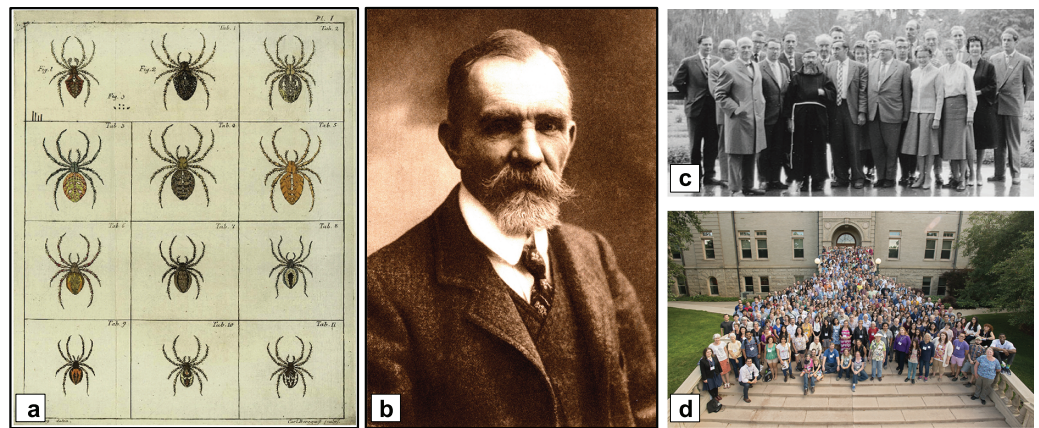 Pl. I
Tab. 1
Tab. 2
Fig. 1
Fig. 2
Fig. 3
Tab. 3
Tab. 4
Tab. 5
Tab. 6
Tab. 7
Tab. 8
Tab. 9
Tab. 10
Tab. 11
a
b
c
d